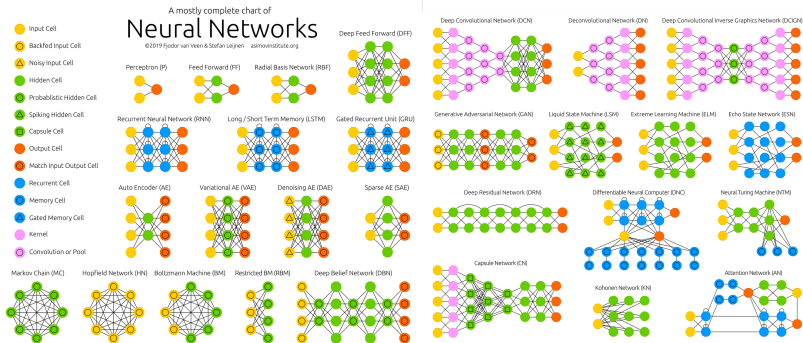 A mostly complete chart of
Neural Networks
©2019 Fjodor van Veen & Stefan Leijnen asimovinstitute.org
Input Cell
Backfed Input Cell
Noisy Input Cell
Hidden Cell
Probablistic Hidden Cell
Spiking Hidden Cell
Capsule Cell
Output Cell
Match Input Output Cell
Recurrent Cell
Memory Cell
Gated Memory Cell
Kernel
Convolution or Pool
Deep Feed Forward (DFF)
Perceptron (P)
Feed Forward (FF)
Radial Basis Network (RBF)
Recurrent Neural Network (RNN)
Long / Short Term Memory (LSTM)
Gated Recurrent Unit (GRU)
Auto Encoder (AE)
Variational AE (VAE)
Denoising AE (DAE)
Sparse AE (SAE)
Markov Chain (MC)
Hopfield Network (HN)
Boltzmann Machine (BM)
Restricted BM (RBM)
Deep Belief Network (DBN)
Deep Convolutional Network (DCN)
Deconvolutional Network (DN)
Deep Convolutional Inverse Graphics Network (DCIGN)
Generative Adversarial Network (GAN)
Liquid State Machine (LSM)
Extreme Learning Machine (ELM)
Echo State Network (ESN)
Deep Residual Network (DRN)
Differentiable Neural Computer (DNC)
Neural Turing Machine (NTM)
Capsule Network (CN)
Kohonen Network (KN)
Attention Network (AN)